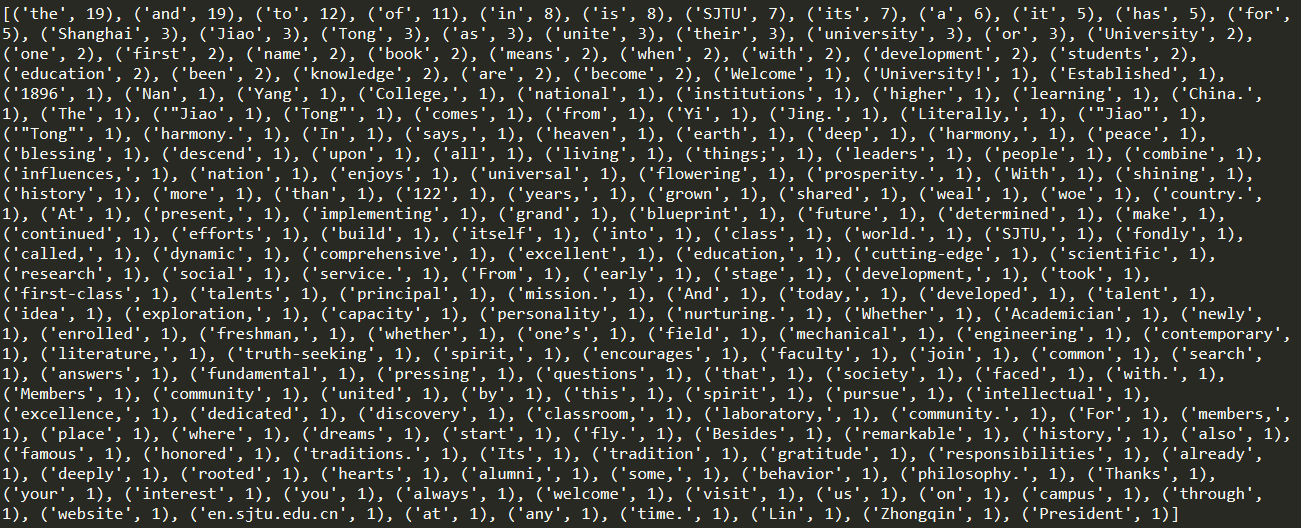 [('the', 19), ('and', 19), ('to', 12), ('of', 11), ('in', 8), ('is', 8), ('SJTU', 7), ('its', 7), ('a', 6), ('it', 5), ('has', 5), ('for',
5), ('Shanghai', 3), ('Jiao', 3), ('Tong', 3), ('as', 3), ('unite', 3), ('their', 3), ('university', 3), ('or', 3), ('University', 2),
('one', 2), ('first', 2), ('name', 2), ('book', 2), ('means', 2), ('when', 2), ('with', 2), ('development', 2), ('students', 2),
('education', 2), ('been', 2), ('knowledge', 2), ('are', 2), ('become', 2), ('Welcome', 1), ('University!', 1), ('Established', 1),
('1896', 1), ('Nan', 1), ('Yang', 1), ('College,', 1), ('national', 1), ('institutions', 1), ('higher', 1), ('learning', 1), ('China.',
1), ('The', 1), ('"Jiao', 1), ('Tong"', 1), ('comes', 1), ('from', 1), ('Yi', 1), ('Jing.', 1), ('Literally,', 1), ('"Jiao"', 1),
('"Tong"', 1), ('harmony.', 1), ('In', 1), ('says,', 1), ('heaven', 1), ('earth', 1), ('deep', 1), ('harmony,', 1), ('peace', 1),
('blessing', 1), ('descend', 1), ('upon', 1), ('all', 1), ('living', 1), ('things;', 1), ('leaders', 1), ('people', 1), ('combine', 1),
('influences,', 1), ('nation', 1), ('enjoys', 1), ('universal', 1), ('flowering', 1), ('prosperity.', 1), ('With', 1), ('shining', 1),
('history', 1), ('more', 1), ('than', 1), ('122', 1), ('years,', 1), ('grown', 1), ('shared', 1), ('weal', 1), ('woe', 1), ('country.',
1), ('At', 1), ('present,', 1), ('implementing', 1), ('grand', 1), ('blueprint', 1), ('future', 1), ('determined', 1), ('make', 1),
('continued', 1), ('efforts', 1), ('build', 1), ('itself', 1), ('into', 1), ('class', 1), ('world.', 1), ('SJTU,', 1), ('fondly', 1),
('called,', 1), ('dynamic', 1), ('comprehensive', 1), ('excellent', 1), ('education,', 1), ('cutting-edge', 1), ('scientific', 1),
('research', 1), ('social', 1), ('service.', 1), ('From', 1), ('early', 1), ('stage', 1), ('development,', 1), ('took', 1),
('first-class', 1), ('talents', 1), ('principal', 1), ('mission.', 1), ('And', 1), ('today,', 1), ('developed', 1), ('talent', 1),
('idea', 1), ('exploration,', 1), ('capacity', 1), ('personality', 1), ('nurturing.', 1), ('Whether', 1), ('Academician', 1), ('newly',
1), ('enrolled', 1), ('freshman,', 1), ('whether', 1), ('one’s', 1), ('field', 1), ('mechanical', 1), ('engineering', 1), ('contemporary',
1), ('literature,', 1), ('truth-seeking', 1), ('spirit,', 1), ('encourages', 1), ('faculty', 1), ('join', 1), ('common', 1), ('search',
1), ('answers', 1), ('fundamental', 1), ('pressing', 1), ('questions', 1), ('that', 1), ('society', 1), ('faced', 1), ('with.', 1),
('Members', 1), ('community', 1), ('united', 1), ('by', 1), ('this', 1), ('spirit', 1), ('pursue', 1), ('intellectual', 1),
('excellence,', 1), ('dedicated', 1), ('discovery', 1), ('classroom,', 1), ('laboratory,', 1), ('community.', 1), ('For', 1), ('members,',
1), ('place', 1), ('where', 1), ('dreams', 1), ('start', 1), ('fly.', 1), ('Besides', 1), ('remarkable', 1), ('history,', 1), ('also', 1),
('famous', 1), ('honored', 1), ('traditions.', 1), ('Its', 1), ('tradition', 1), ('gratitude', 1), ('responsibilities', 1), ('already',
1), ('deeply', 1), ('rooted', 1), ('hearts', 1), ('alumni,', 1), ('some,', 1), ('behavior', 1), ('philosophy.', 1), ('Thanks', 1),
('your', 1), ('interest', 1), ('you', 1), ('always', 1), ('welcome', 1), ('visit', 1), ('us', 1), ('on', 1), ('campus', 1), ('through',
1), ('website', 1), ('en.sjtu.edu.cn', 1), ('at', 1), ('any', 1), ('time.', 1), ('Lin', 1), ('Zhongqin', 1), ('President', 1)]